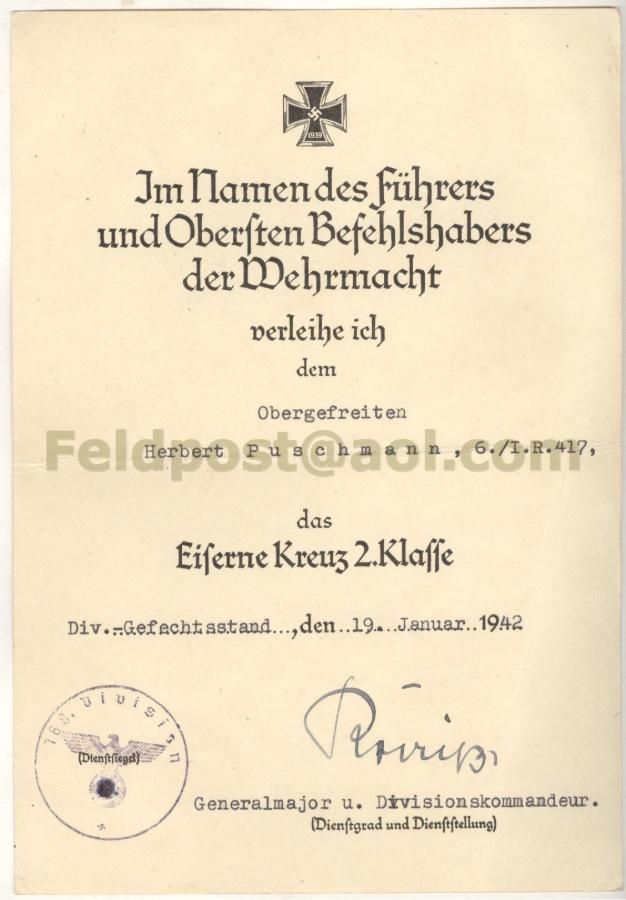 1939
Im Namen des Führers
und Obersten Befehlshabers
der Wehrmacht
verleihe ich
dem
Obergefreiten
Feldpost@aol.com
Herbert P u s c h m a n n , 6./I.R.417,
das
Eiserne Kreuz 2.Klasse
Div.-Gefechtsstand...,den..19...Januar..1942
Division
(Dienstsiegel)
Generalmajor u. Divisionskommandeur.
(Dienstgrad und Dienststellung)